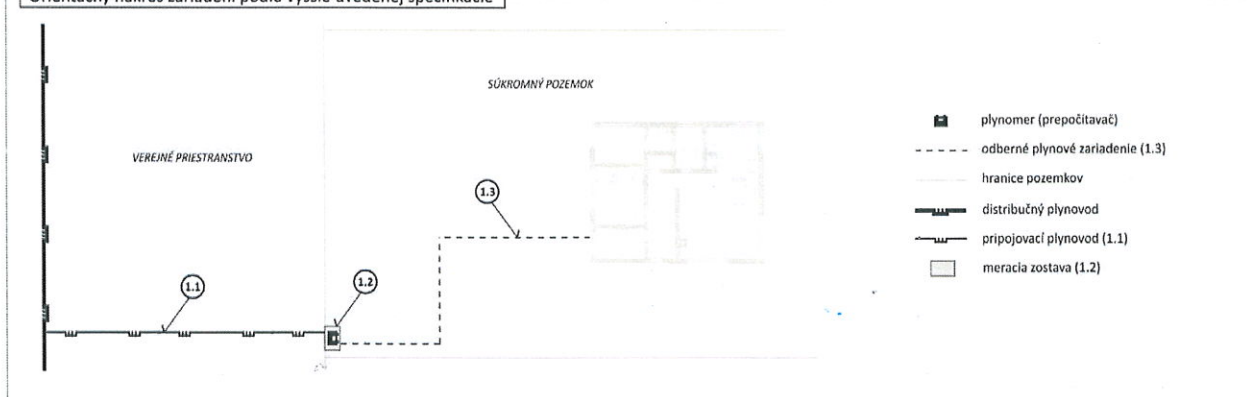 Orientačný nákres zariadení podľa vyššie uvedenej špecifikácie
SÚKROMNÝ POZEMOK
VEREJNÉ PRIESTRANSTVO
1.3
1.1
1.2
plynomer (prepočítavač)
odberné plynové zariadenie (1.3)
hranice pozemkov
distribučný plynovod
pripojovací plynovod (1.1)
meracia zostava (1.2)